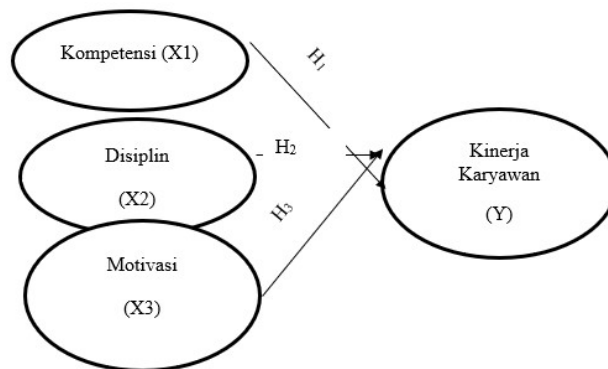 Kompetensi (X1)
H₁
Disiplin
(X2)
H₂
Motivasi
(X3)
H₃
Kinerja
Karyawan
(Y)